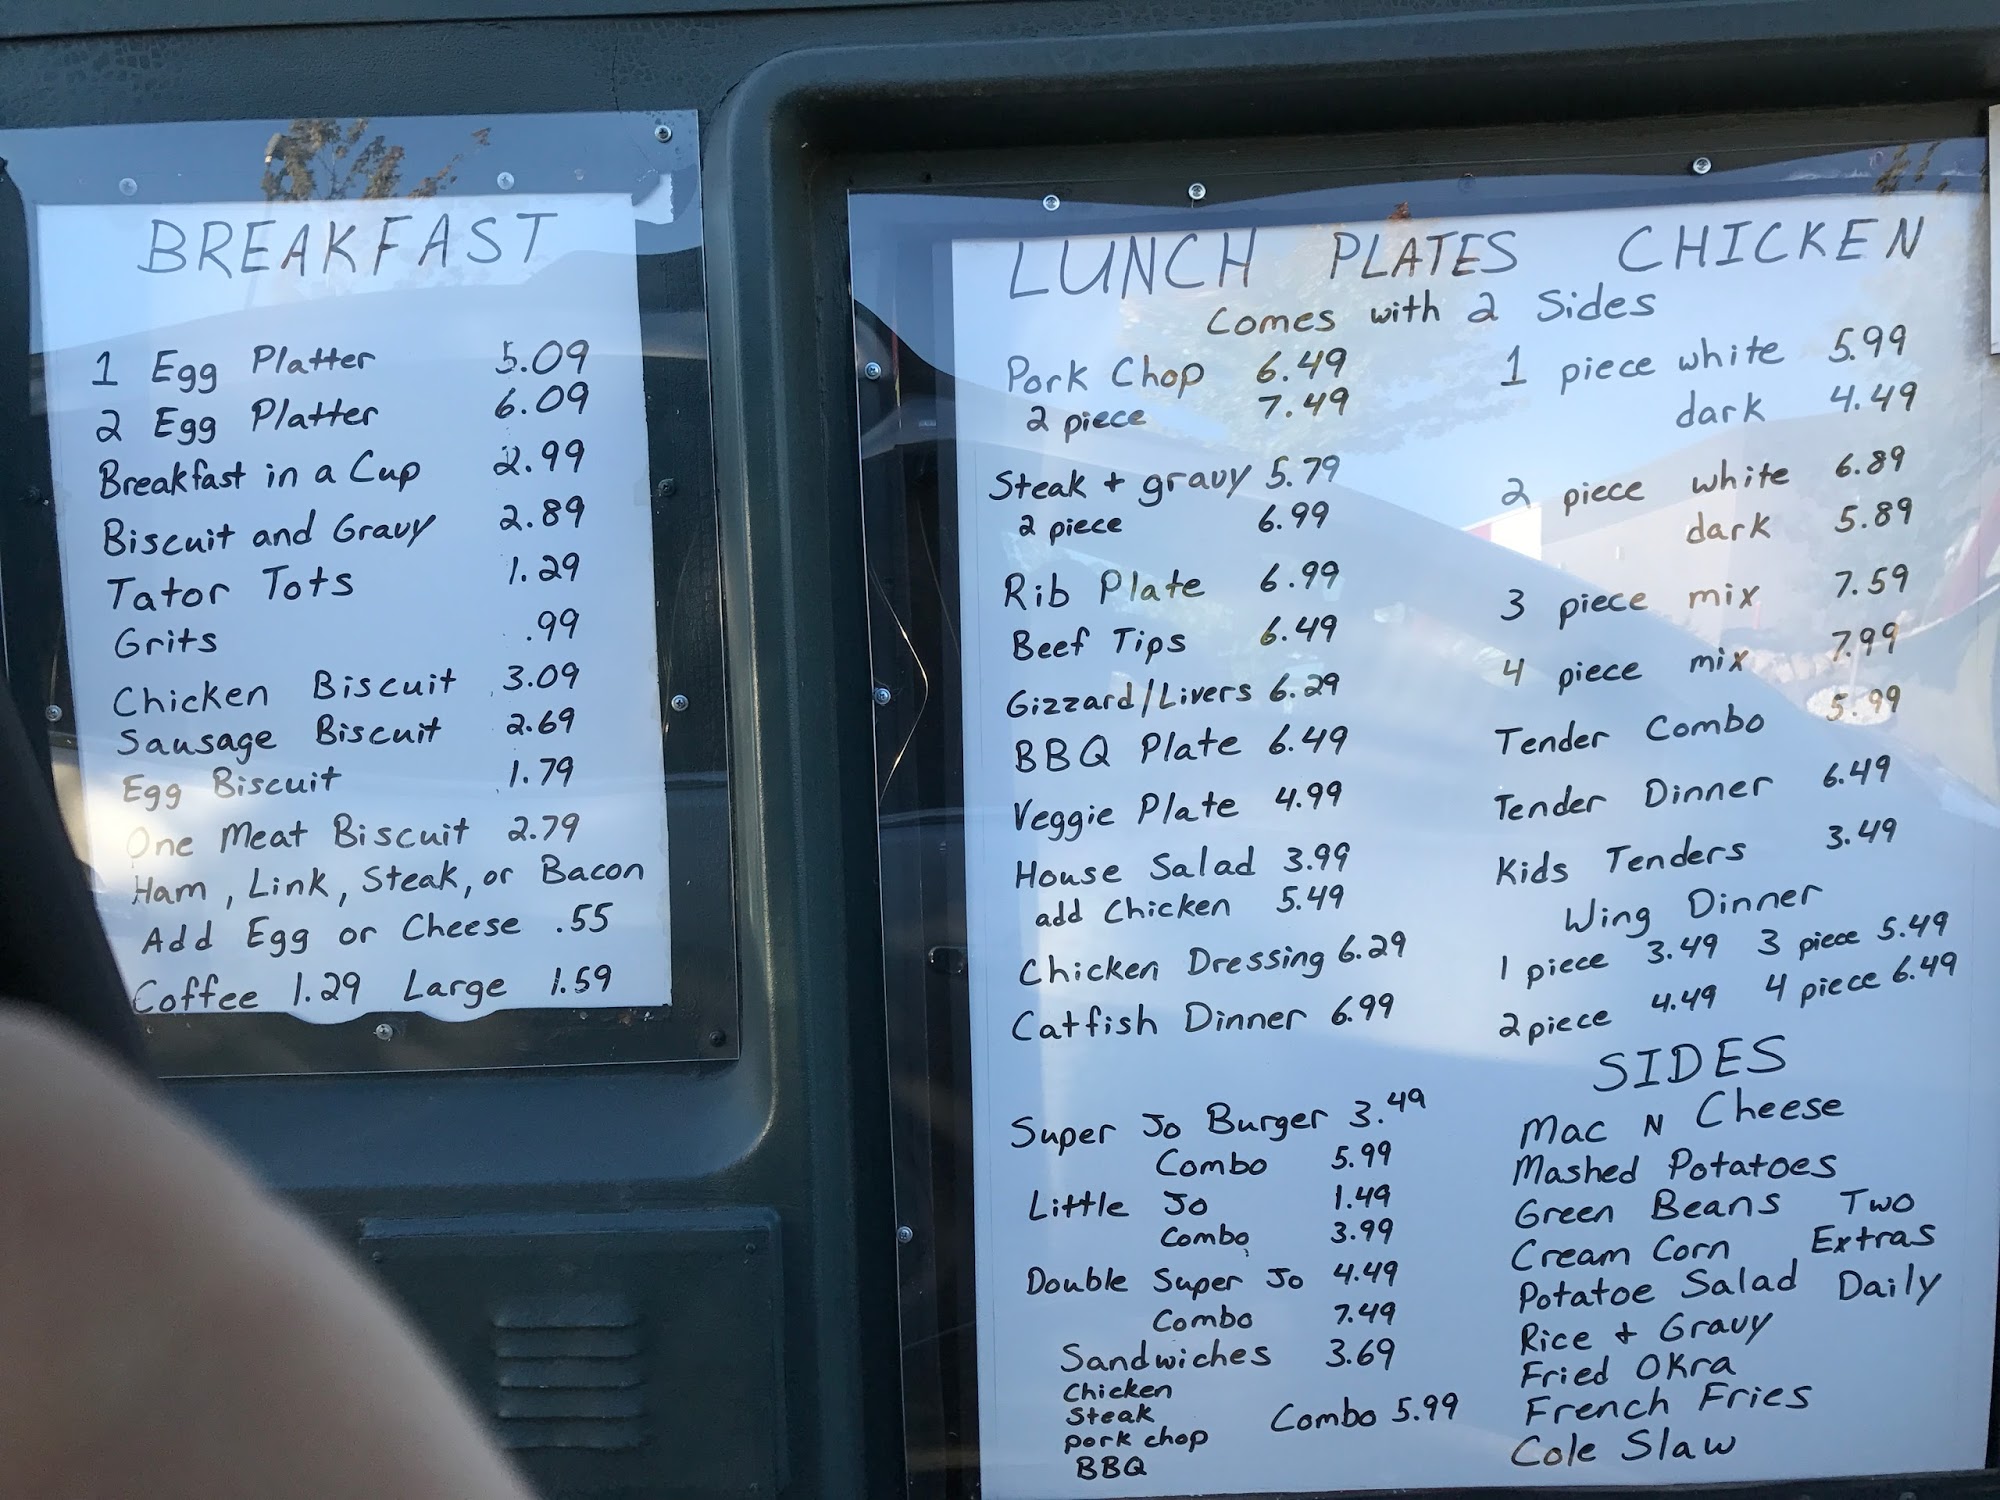 BREAKFAST
1 Egg Platter 5.09
2 Egg Platter 6.09
Breakfast in a Cup 2.99
Biscuit and Gravy 2.89
Tator Tots 1.29
Grits .99
Chicken Biscuit 3.09
Sausage Biscuit 2.69
Egg Biscuit 1.79
One Meat Biscuit 2.79
Ham, Link, Steak, or Bacon
Add Egg or Cheese .55
Coffee 1.29 Large 1.59
LUNCH PLATES CHICKEN
Comes with 2 Sides
Pork Chop 6.49
2 piece 7.49
Steak + gravy 5.79
2 piece 6.99
Rib Plate 6.99
Beef Tips 6.49
Gizzard/Livers 6.29
BBQ Plate 6.49
Veggie Plate 4.99
House Salad 3.99
add Chicken 5.49
Chicken Dressing 6.29
Catfish Dinner 6.99
Super Jo Burger 3.49
Combo 5.99
Little Jo 1.49
Combo 3.99
Double Super Jo 4.49
Combo 7.49
Sandwiches 3.69
Chicken
Steak
pork chop
BBQ
Combo 5.99
1 piece white 5.99
dark 4.49
2 piece white 6.89
dark 5.89
3 piece mix 7.59
4 piece mix 7.99
Tender Combo 5.99
Tender Dinner 6.49
Kids Tenders 3.49
Wing Dinner
1 piece 3.49 3 piece 5.49
2 piece 4.49 4 piece 6.49
SIDES
Mac N Cheese
Mashed Potatoes
Green Beans
Cream Corn
Potatoe Salad
Rice + Gravy
Fried Okra
French Fries
Cole Slaw
Two
Extras
Daily